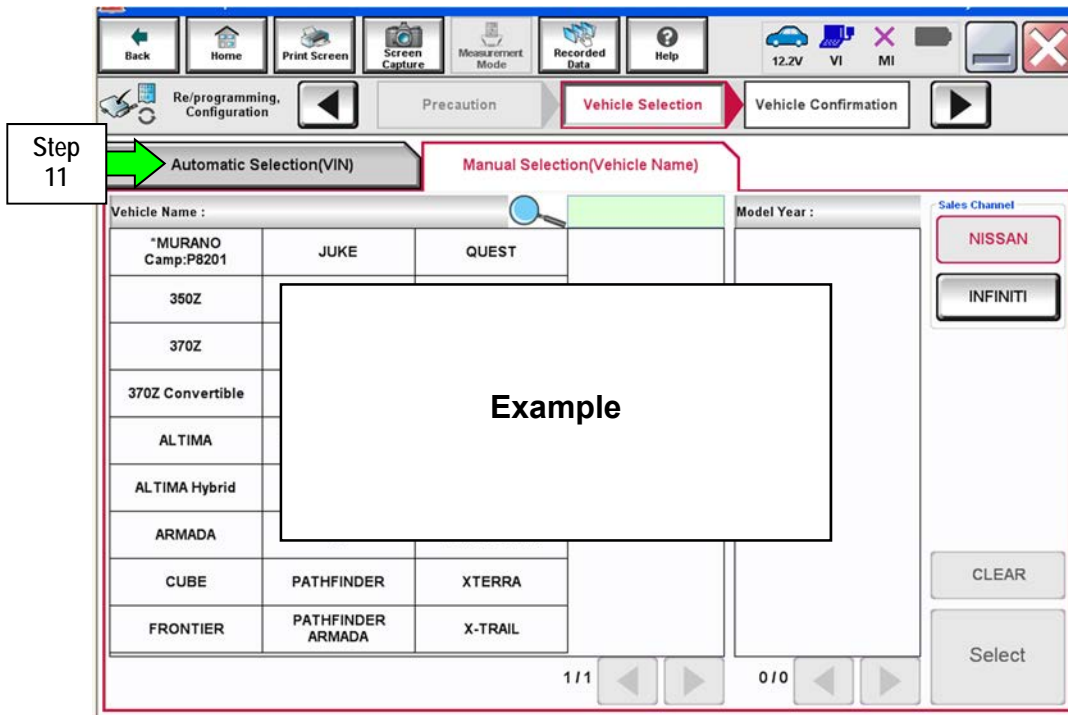 Back
Home
Print Screen
Screen
Capture
Measurement
Mode
Recorded
Data
Help
12.2V
VI
MI
Re/programming,
Configuration
Precaution
Vehicle Selection
Vehicle Confirmation
Step
11
Automatic Selection(VIN)
Manual Selection(Vehicle Name)
Vehicle Name :
Model Year :
Sales Channel
*MURANO
Camp:P8201
JUKE
QUEST
NISSAN
350Z
INFINITI
370Z
370Z Convertible
Example
ALTIMA
ALTIMA Hybrid
ARMADA
CUBE
PATHFINDER
XTERRA
CLEAR
FRONTIER
PATHFINDER
ARMADA
X-TRAIL
Select
1/1
0/0